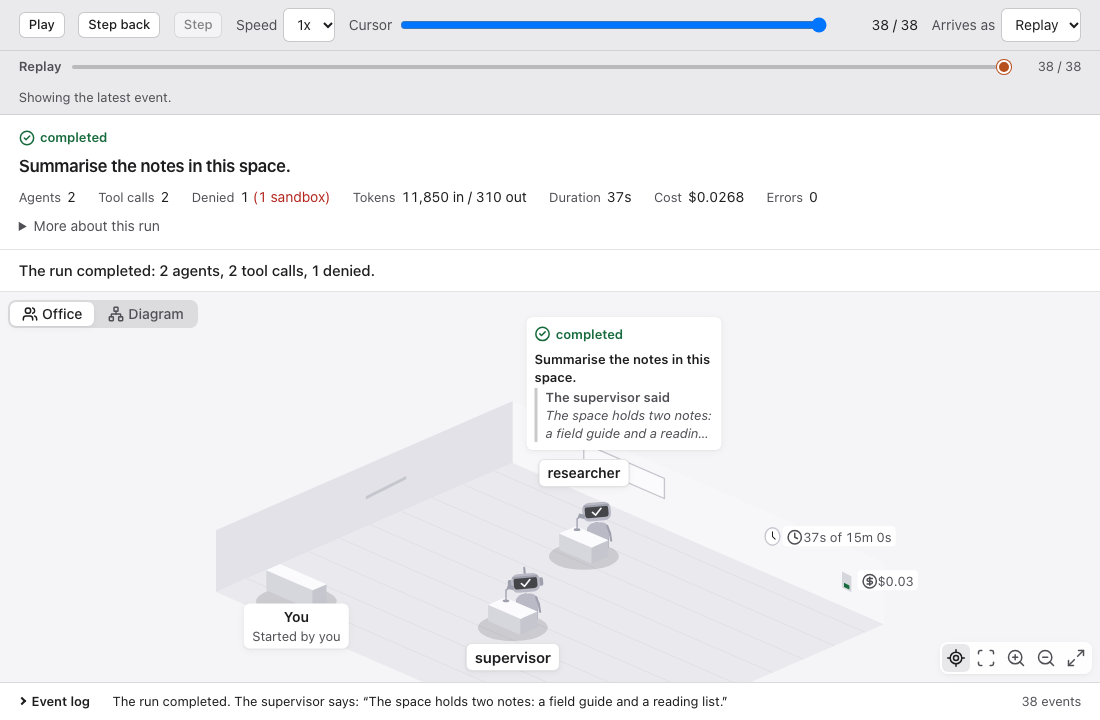 Play Step back Step Speed 1x Cursor 38 / 38 Arrives as Replay
Replay 38 / 38
Showing the latest event.
completed
Summarise the notes in this space.
Agents 2 Tool calls 2 Denied 1 (1 sandbox) Tokens 11,850 in / 310 out Duration 37s Cost $0.0268 Errors 0
More about this run
The run completed: 2 agents, 2 tool calls, 1 denied.
Office Diagram
completed
Summarise the notes in this
space.
The supervisor said
The space holds two notes:
a field guide and a readin…
researcher
37s of 15m 0s
$0.03
You
Started by you
supervisor
Event log The run completed. The supervisor says: “The space holds two notes: a field guide and a reading list.” 38 events